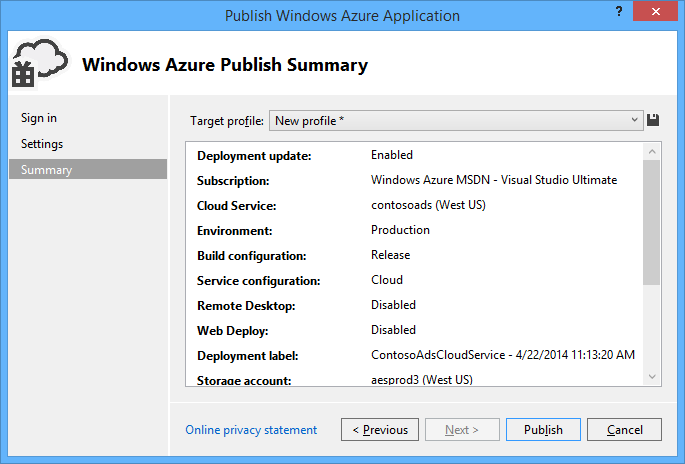 Publish Windows Azure Application
?
Windows Azure Publish Summary
Sign in
Settings
Summary
Target profile: New profile *
Deployment update: Enabled
Subscription: Windows Azure MSDN - Visual Studio Ultimate
Cloud Service: contosoads (West US)
Environment: Production
Build configuration: Release
Service configuration: Cloud
Remote Desktop: Disabled
Web Deploy: Disabled
Deployment label: ContosoAdsCloudService - 4/22/2014 11:13:20 AM
Storage account: aesprod3 (West US)
Online privacy statement < Previous Next > Publish Cancel